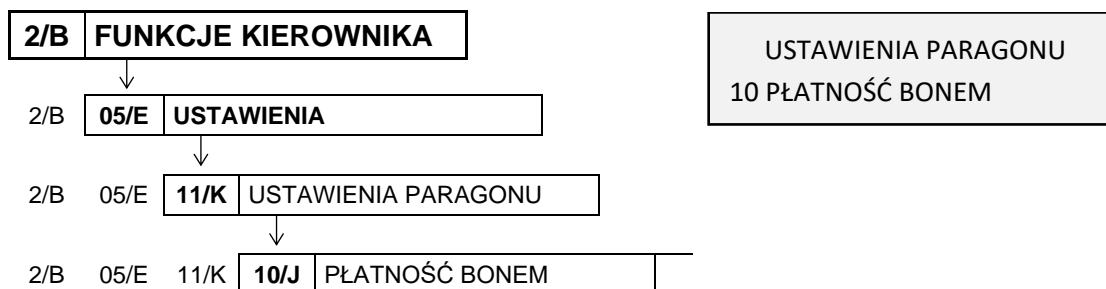 2/B FUNKCJE KIEROWNIKA
2/B 05/E USTAWIENIA
2/B 05/E 11/K USTAWIENIA PARAGONU
2/B 05/E 11/K 10/J PŁATNOŚĆ BONEM
USTAWIENIA PARAGONU
10 PŁATNOŚĆ BONEM